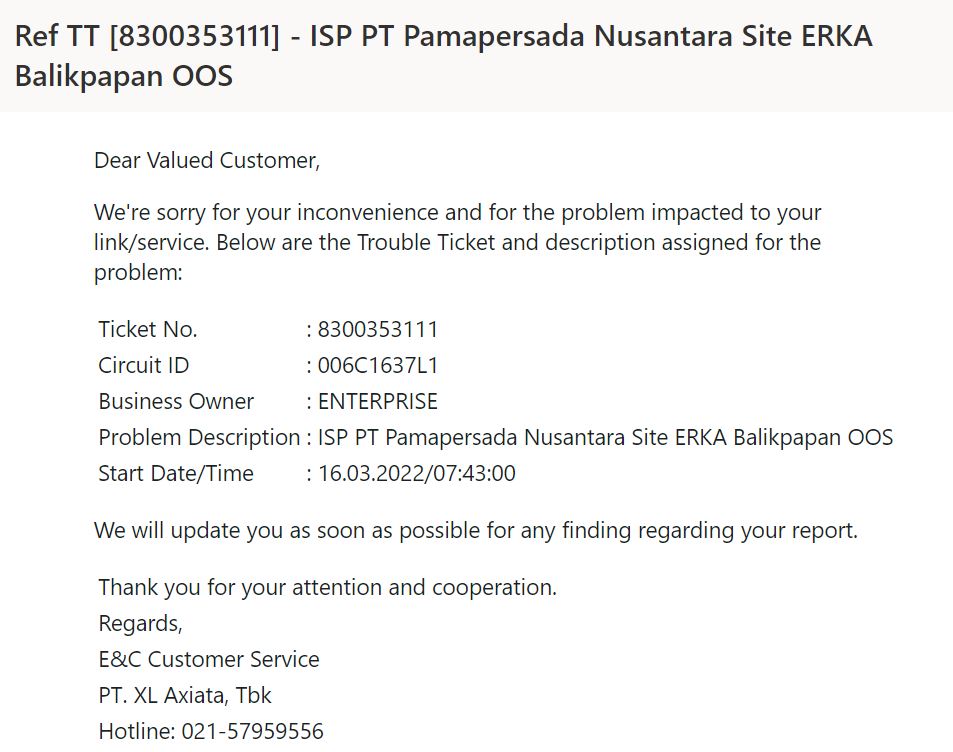 Ref TT [8300353111] - ISP PT Pamapersada Nusantara Site ERKA
Balikpapan OOS
Dear Valued Customer,
We're sorry for your inconvenience and for the problem impacted to your
link/service. Below are the Trouble Ticket and description assigned for the
problem:
Ticket No. : 8300353111
Circuit ID : 006C1637L1
Business Owner : ENTERPRISE
Problem Description : ISP PT Pamapersada Nusantara Site ERKA Balikpapan OOS
Start Date/Time : 16.03.2022/07:43:00
We will update you as soon as possible for any finding regarding your report.
Thank you for your attention and cooperation.
Regards,
E&C Customer Service
PT. XL Axiata, Tbk
Hotline: 021-57959556